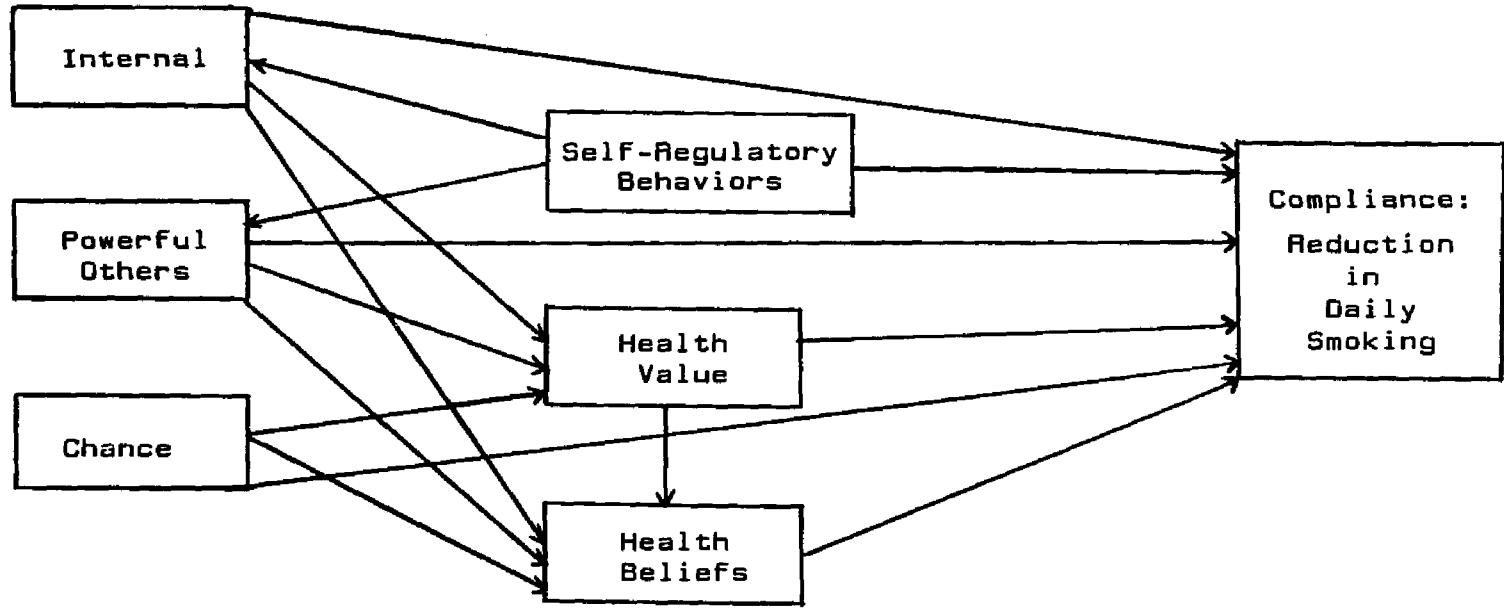 Internal
Self-Regulatory
Behaviors
Compliance:
Reduction
in
Daily
Smoking
Powerful
Others
Health
Value
Chance
Health
Beliefs